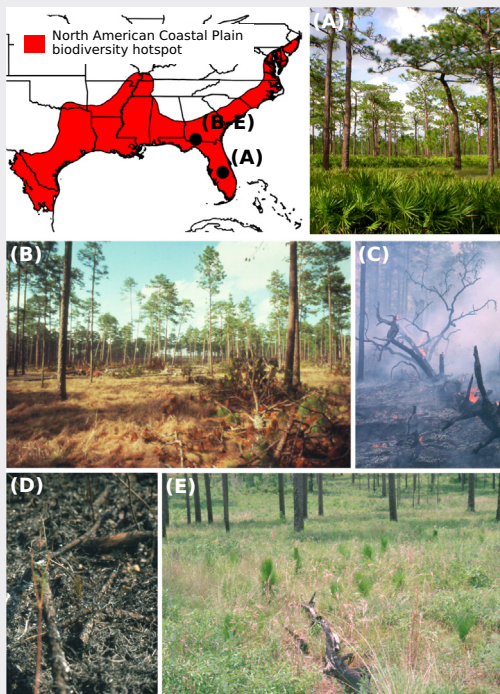 North American Coastal Plain
biodiversity hotspot
(A)
(B-E)
(A)
(B)
(C)
(D)
(E)